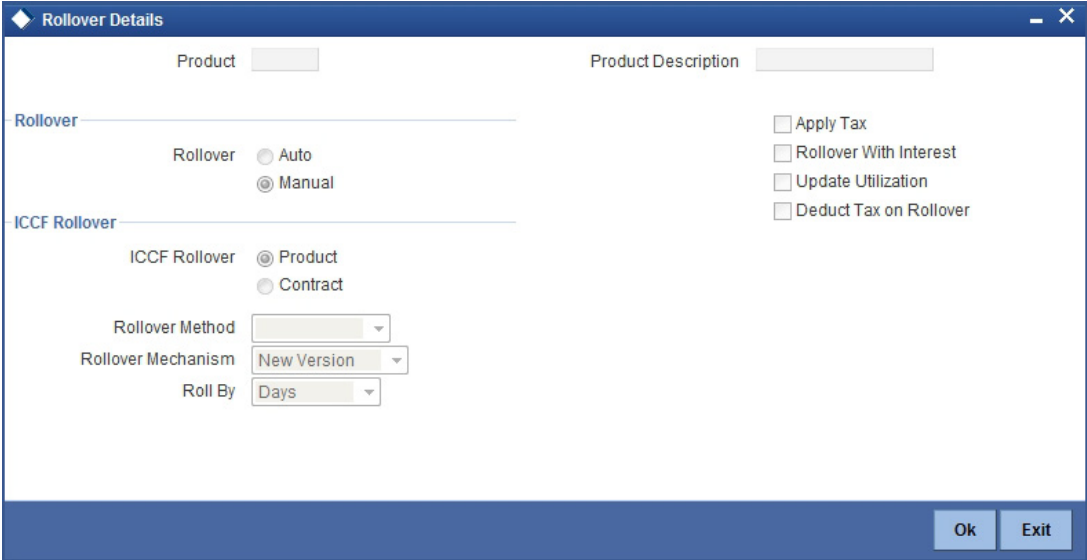 Rollover Details
Product
Product Description
Rollover
Rollover
Auto
Manual
ICCF Rollover
ICCF Rollover
Product
Contract
Rollover Method
Rollover Mechanism New Version
Roll By Days
Apply Tax
Rollover With Interest
Update Utilization
Deduct Tax on Rollover
Ok
Exit